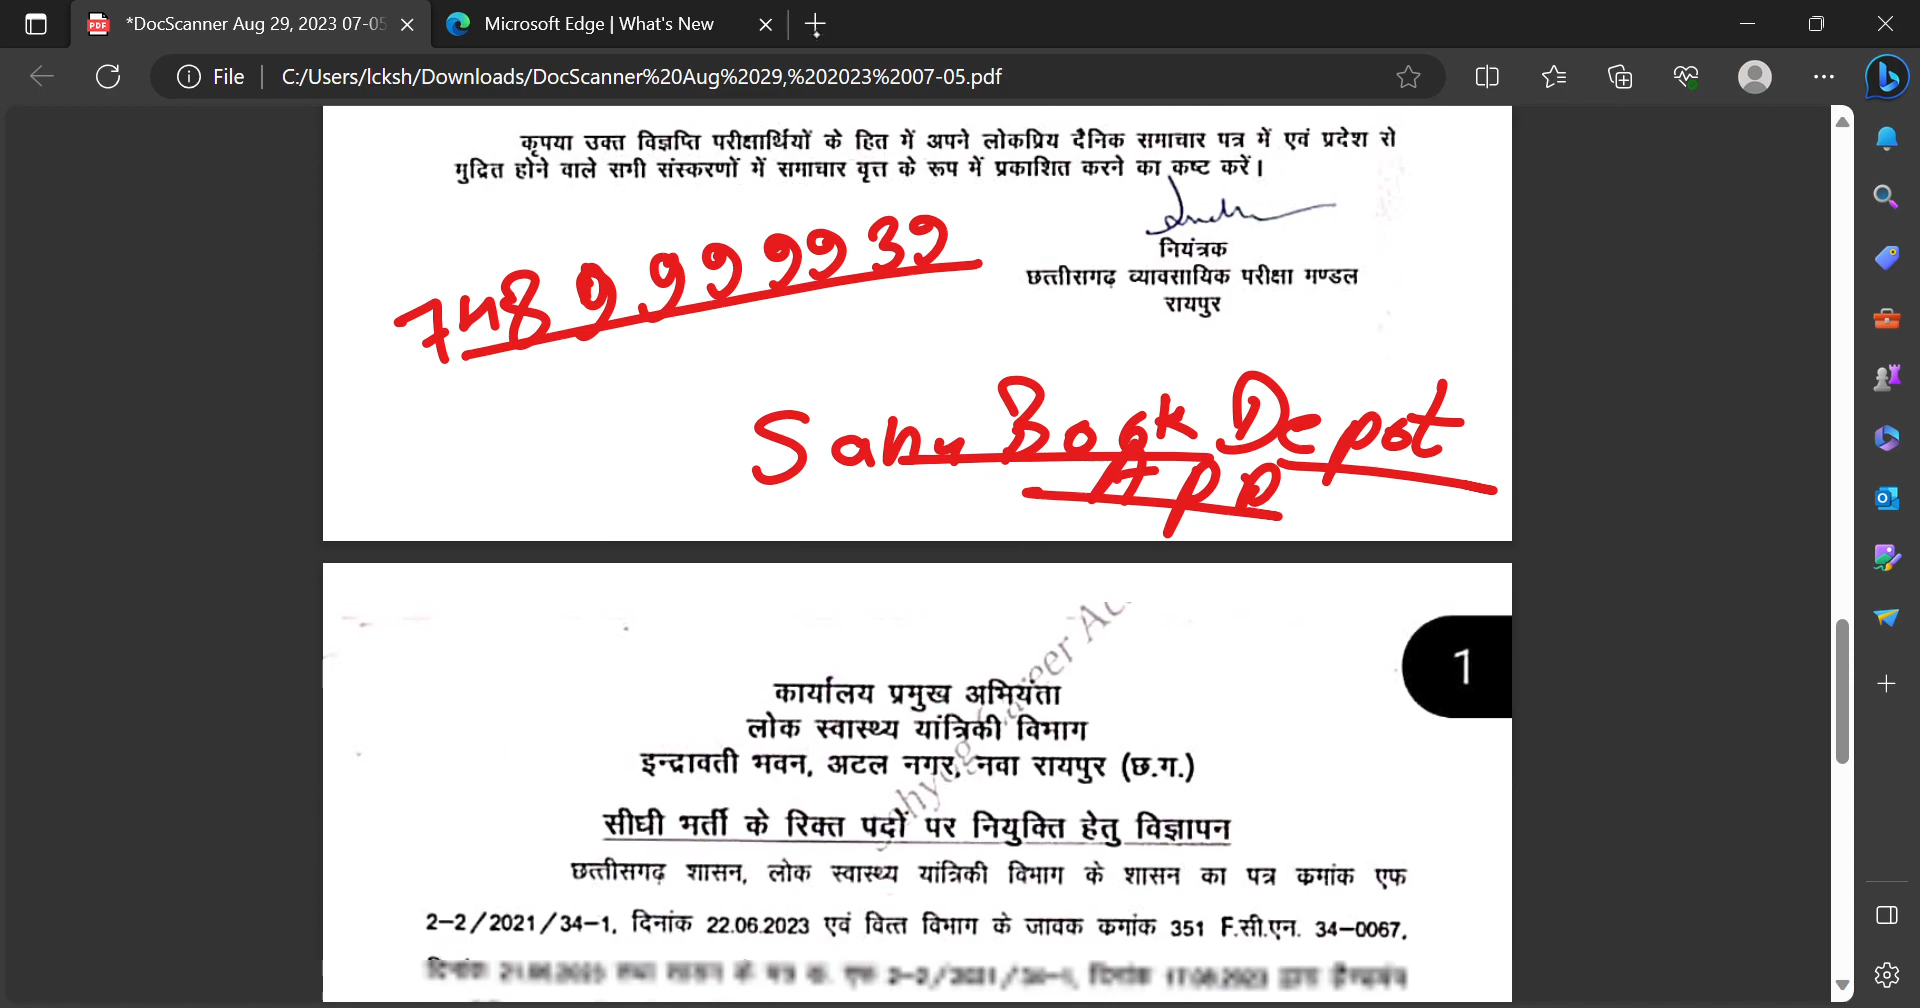 *DocScanner Aug 29, 2023 07-05
Microsoft Edge | What's New
File
C:/Users/lcksh/Downloads/DocScanner%20Aug%2029,%202023%2007-05.pdf
कृपया उक्त विज्ञप्ति परीक्षार्थियों के हित में अपने लोकप्रिय दैनिक समाचार पत्र में एवं प्रदेश से
मुद्रित होने वाले सभी संस्करणों में समाचार वृत्त के रूप में प्रकाशित करने का कष्ट करें।
नियंत्रक
छत्तीसगढ़ व्यावसायिक परीक्षा मण्डल
रायपुर
7489999939
Sahu Book Depot
App
1
कार्यालय प्रमुख अभियंता
लोक स्वास्थ्य यांत्रिकी विभाग
इन्द्रावती भवन, अटल नगर, नवा रायपुर (छ.ग.)
सीधी भर्ती के रिक्त पदों पर नियुक्ति हेतु विज्ञापन
छत्तीसगढ़ शासन, लोक स्वास्थ्य यांत्रिकी विभाग के शासन का पत्र कमांक एफ
2-2/2021/34-1, दिनांक 22.06.2023 एवं वित्त विभाग के जावक कमांक 351 F.सी.एन. 34-0067,